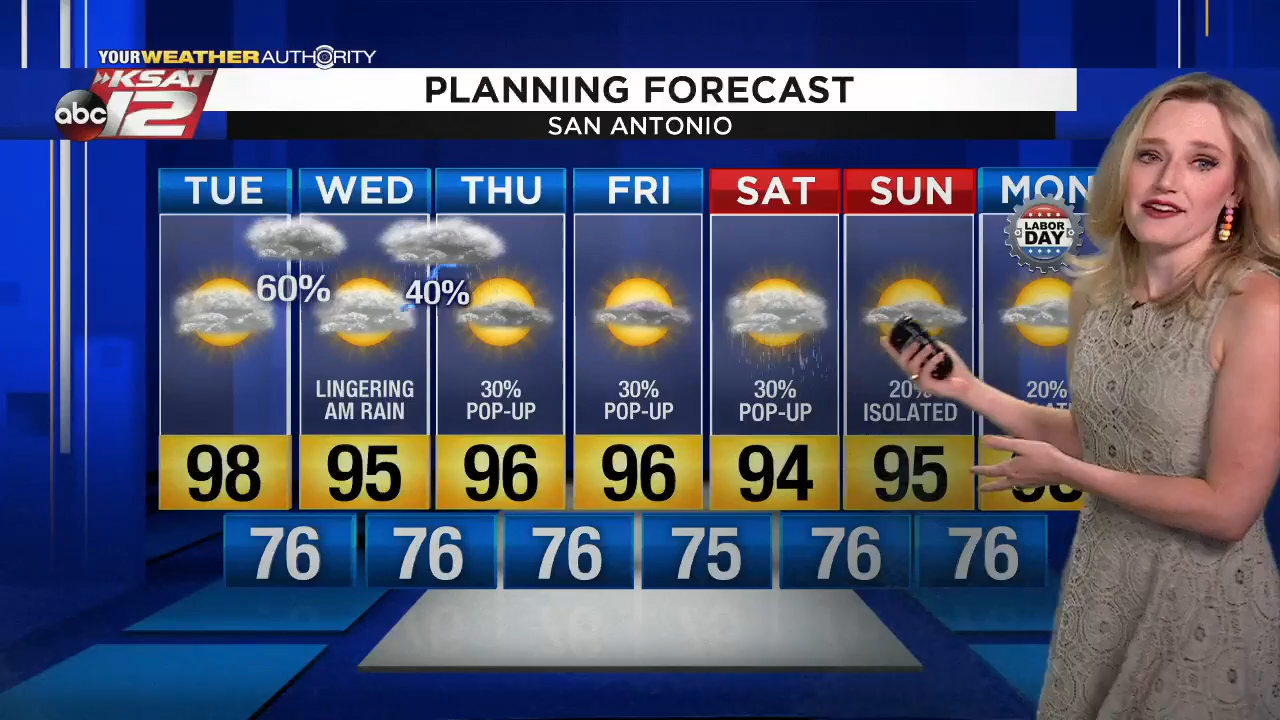 YOURWEATHERAUTHORITY
KSAT
abc
12
PLANNING FORECAST
SAN ANTONIO
TUE
WED
THU
FRI
SAT
SUN
MON
LABOR
DAY
60%
40%
LINGERING
AM RAIN
30%
POP-UP
30%
POP-UP
30%
POP-UP
20%
ISOLATED
20%
98
95
96
96
94
95
76
76
76
75
76
76